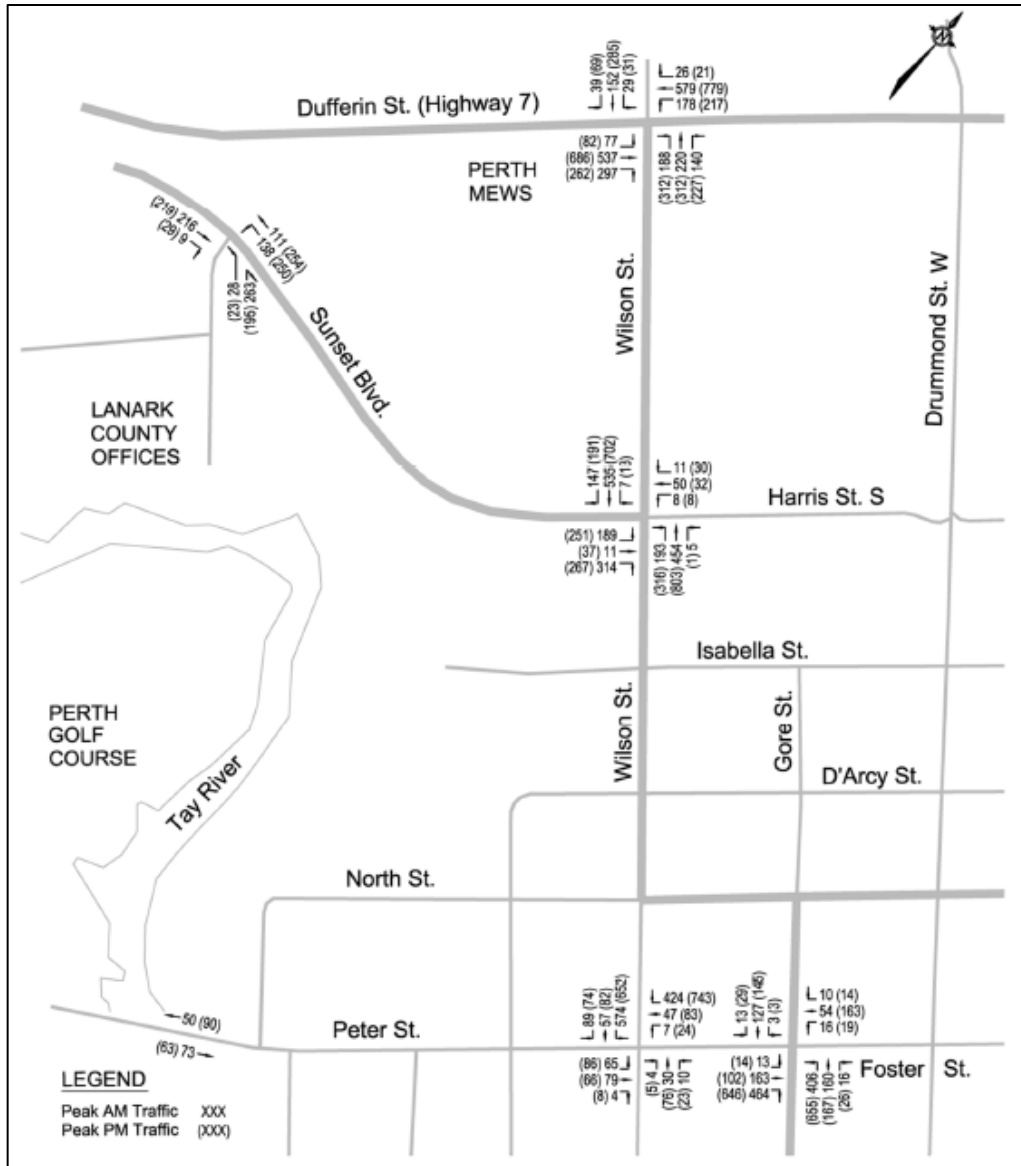 N
39 (69)
152 (285)
29 (31)
26 (21)
579 (779)
178 (217)
Dufferin St. (Highway 7)
(82) 77
(686) 537
(262) 297
(312) 188
(312) 220
(227) 140
PERTH
MEWS
(219) 216
(29) 9
111 (254)
138 (250)
(23) 28
(195) 263
Sunset Blvd.
Wilson St.
Drummond St. W
LANARK
COUNTY
OFFICES
147 (191)
535 (702)
7 (13)
11 (30)
50 (32)
8 (8)
Harris St. S
(251) 189
(37) 11
(267) 314
(316) 193
(803) 454
(1) 5
Isabella St.
PERTH
GOLF
COURSE
Tay River
Wilson St.
Gore St.
D'Arcy St.
North St.
89 (74)
57 (82)
574 (652)
424 (743)
47 (83)
7 (24)
13 (29)
127 (145)
3 (3)
10 (14)
54 (163)
16 (19)
50 (90)
(63) 73
Peter St.
(86) 65
(66) 79
(8) 4
(5) 4
(76) 30
(23) 10
(14) 13
(102) 163
(646) 464
(655) 406
(167) 160
(26) 16
Foster St.
LEGEND
Peak AM Traffic XXX
Peak PM Traffic (XXX)